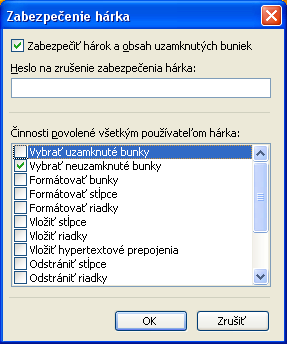 Zabezpečenie hárka
Zabezpečiť hárok a obsah uzamknutých buniek
Heslo na zrušenie zabezpečenia hárka:
Činnosti povolené všetkým používateľom hárka:
Vybrať uzamknuté bunky
Vybrať neuzamknuté bunky
Formátovať bunky
Formátovať stĺpce
Formátovať riadky
Vložiť stĺpce
Vložiť riadky
Vložiť hypertextové prepojenia
Odstrániť stĺpce
Odstrániť riadky
OK
Zrušiť